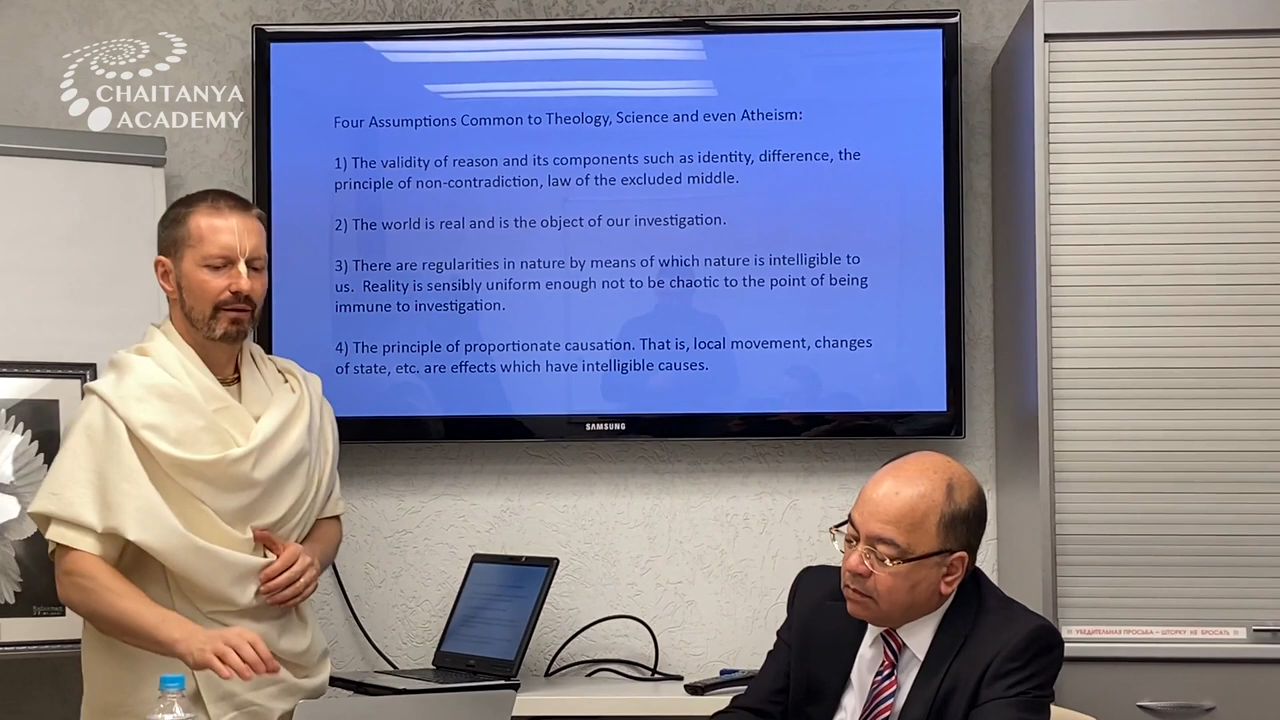 CHAITANYA
ACADEMY
Four Assumptions Common to Theology, Science and even Atheism:
1) The validity of reason and its components such as identity, difference, the
principle of non-contradiction, law of the excluded middle.
2) The world is real and is the object of our investigation.
3) There are regularities in nature by means of which nature is intelligible to
us. Reality is sensibly uniform enough not to be chaotic to the point of being
immune to investigation.
4) The principle of proportionate causation. That is, local movement, changes
of state, etc. are effects which have intelligible causes.
SAMSUNG
УБЕДИТЕЛЬНАЯ ПРОСЬБА – ШТОРКУ НЕ БРОСАТЬ